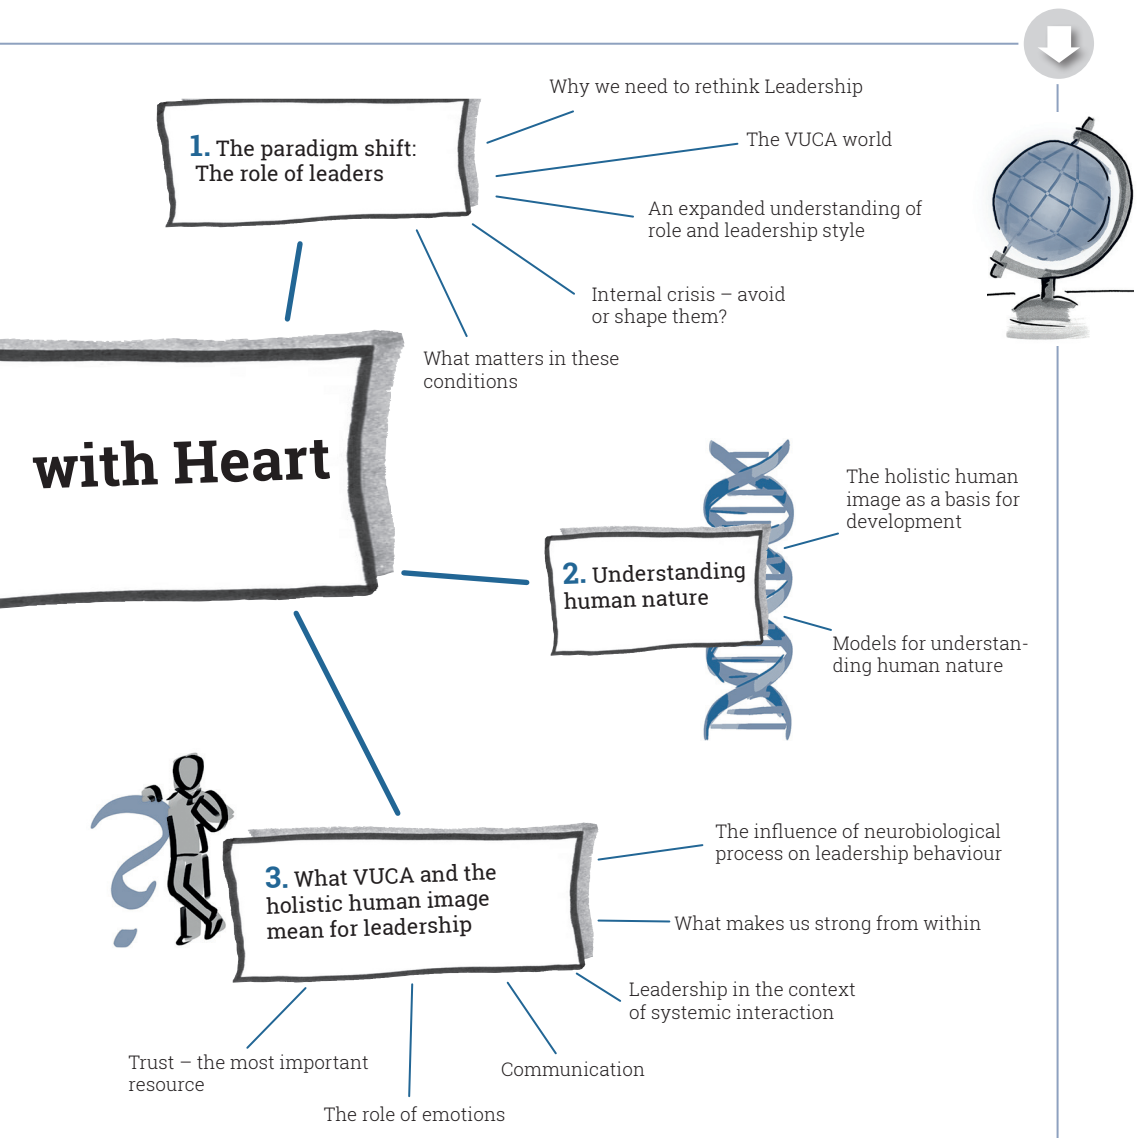 Why we need to rethink Leadership
1. The paradigm shift:
The role of leaders
The VUCA world
An expanded understanding of
role and leadership style
Internal crisis – avoid
or shape them?
What matters in these
conditions
with Heart
The holistic human
image as a basis for
development
2. Understanding
human nature
Models for understan-
ding human nature
The influence of neurobiological
process on leadership behaviour
3. What VUCA and the
holistic human image
mean for leadership
What makes us strong from within
Leadership in the context
of systemic interaction
Trust – the most important
resource
Communication
The role of emotions